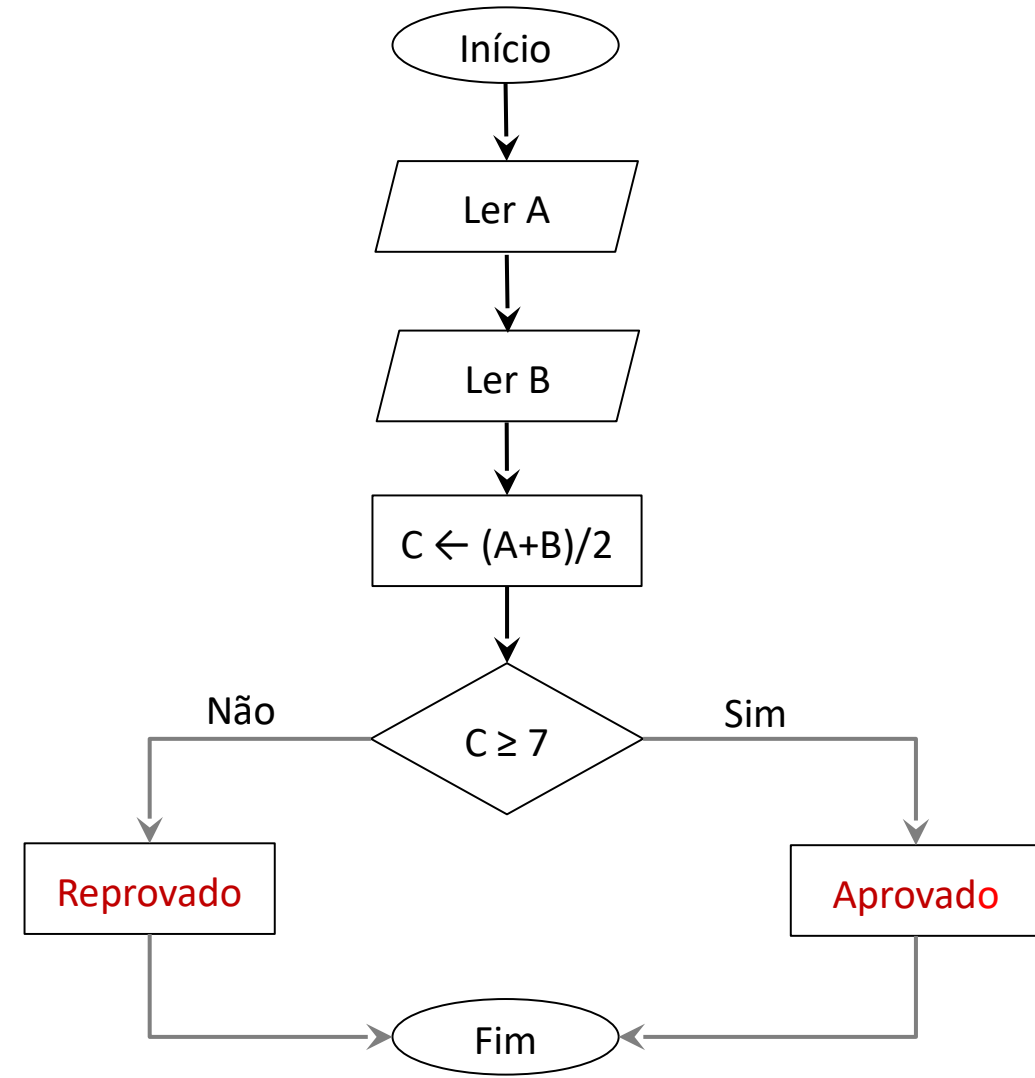 Início
Ler A
Ler B
C ← (A+B)/2
Não
Sim
C ≥ 7
Reprovado
Aprovado
Fim